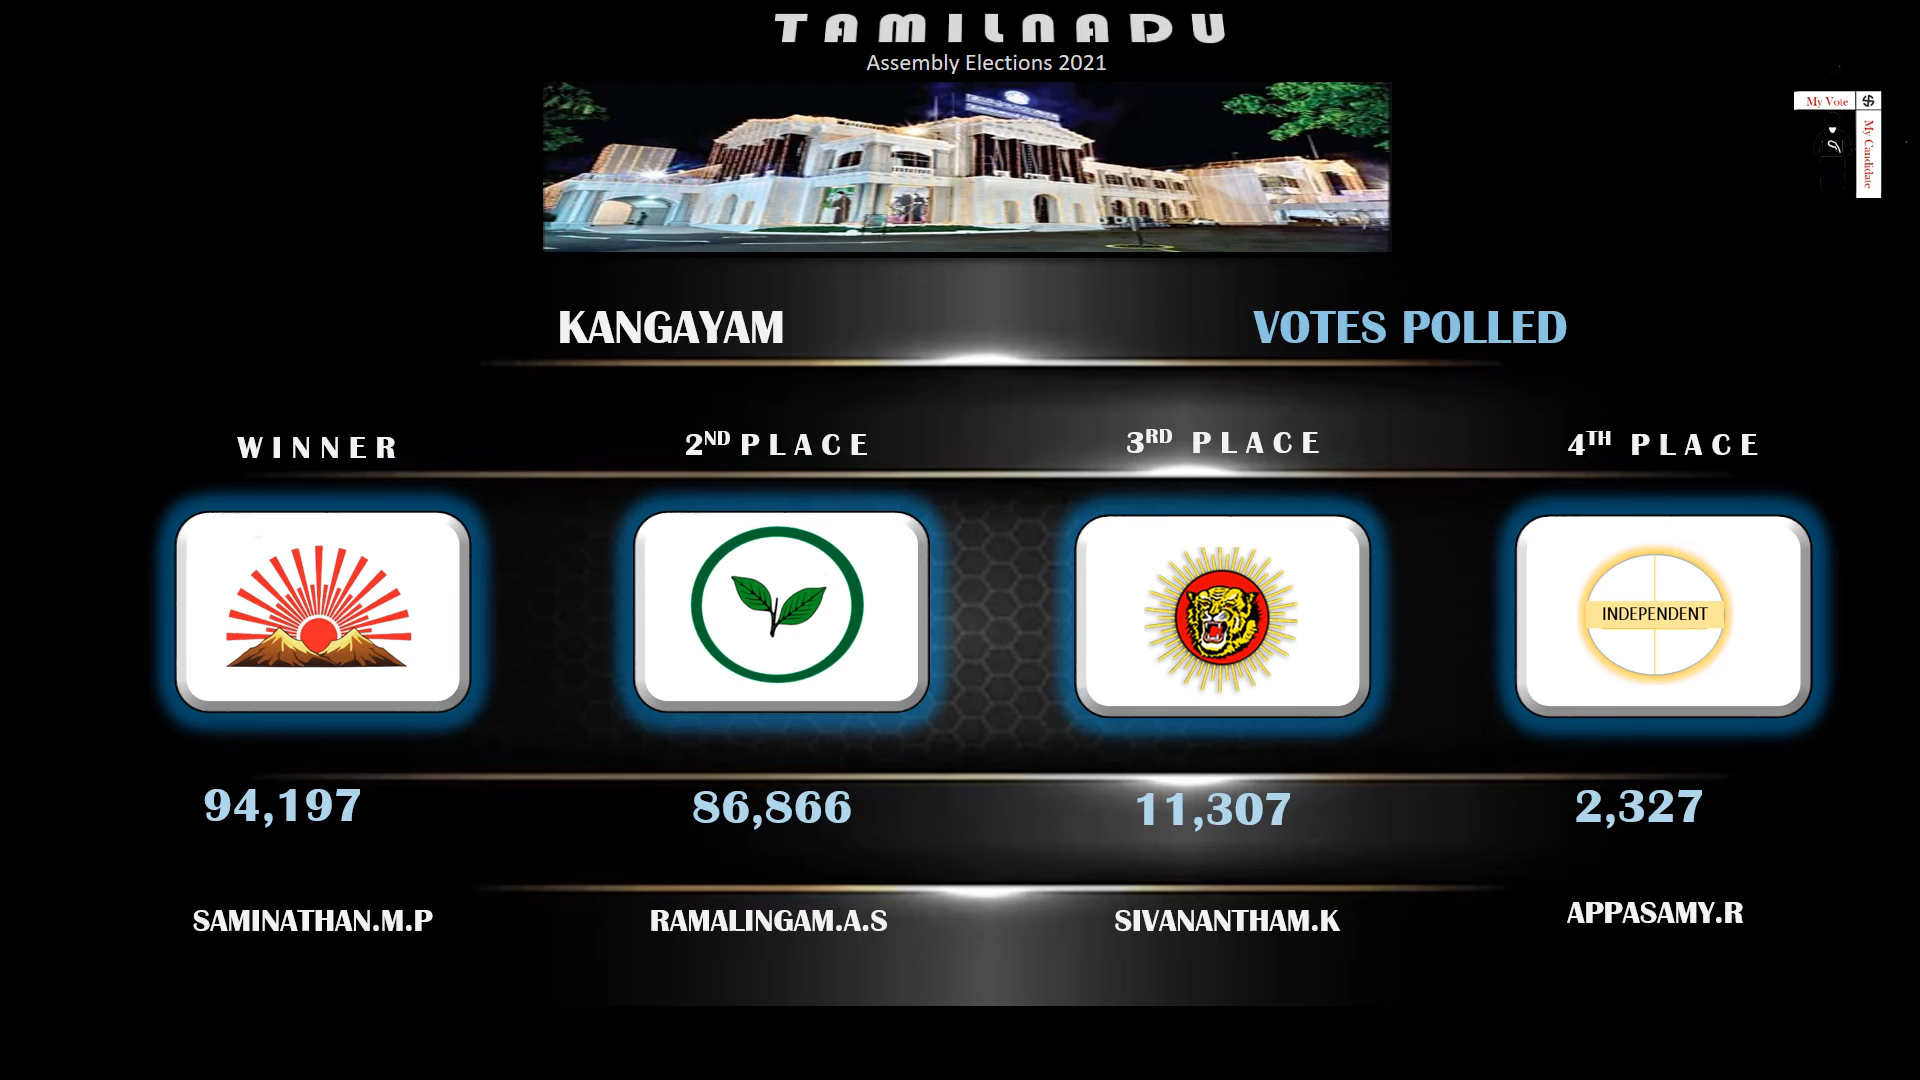 TAMILNADU
Assembly Elections 2021
My Vote
My Candidate
KANGAYAM
VOTES POLLED
WINNER
2ND PLACE
3RD PLACE
4TH PLACE
INDEPENDENT
94,197
86,866
11,307
2,327
SAMINATHAN.M.P
RAMALINGAM.A.S
SIVANANTHAM.K
APPASAMY.R